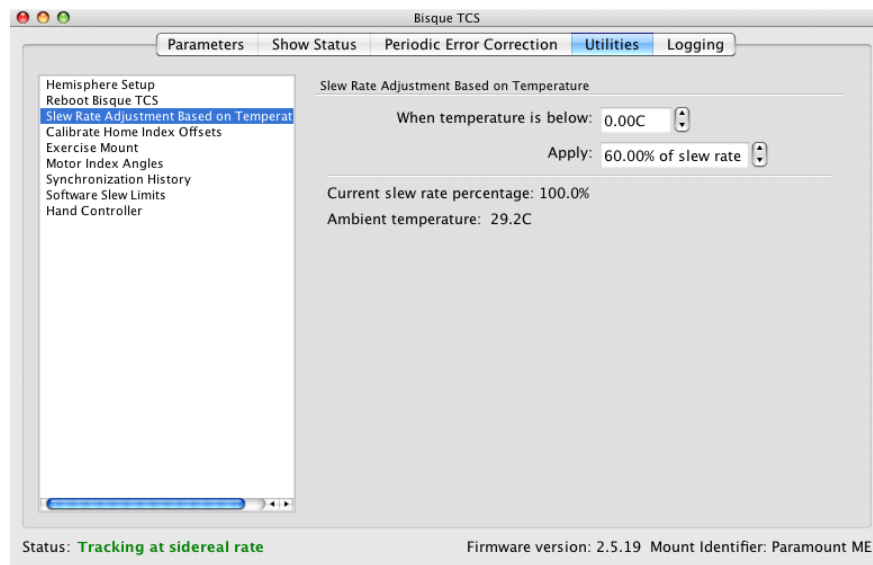 Bisque TCS
Parameters Show Status Periodic Error Correction Utilities Logging
Hemisphere Setup
Reboot Bisque TCS
Slew Rate Adjustment Based on Temperat
Calibrate Home Index Offsets
Exercise Mount
Motor Index Angles
Synchronization History
Software Slew Limits
Hand Controller
Slew Rate Adjustment Based on Temperature
When temperature is below: 0.00C
Apply: 60.00% of slew rate
Current slew rate percentage: 100.0%
Ambient temperature: 29.2C
Status: Tracking at sidereal rate
Firmware version: 2.5.19 Mount Identifier: Paramount ME